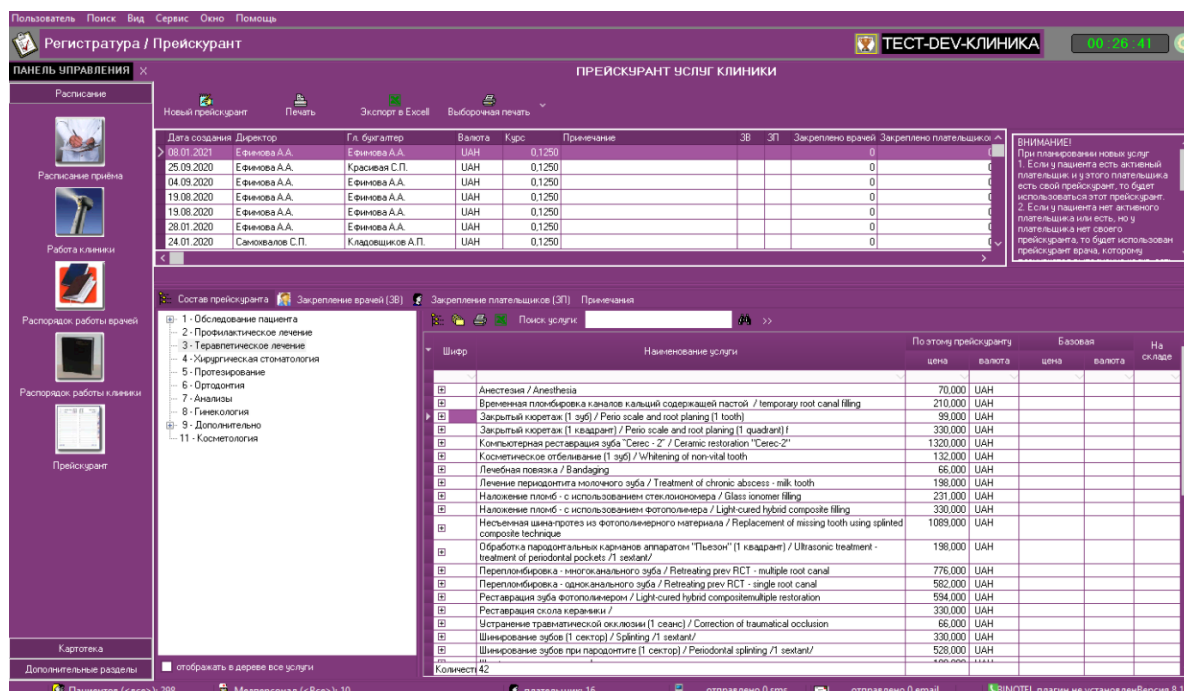 Пользователь Поиск Вид Сервис Окно Помощь
Регистратура / Прейскурант
ТЕСТ-DEV-КЛИНИКА
00:26:41
ПАНЕЛЬ УПРАВЛЕНИЯ
ПРЕЙСКУРАНТ УСЛУГ КЛИНИКИ
Расписание
Расписание приёма
Работа клиники
Распорядок работы врачей
Распорядок работы клиники
Прейскурант
Картотека
Дополнительные разделы
Новый прейскурант Печать Экспорт в Excell Выборочная печать
Дата создания Директор Гл. бухгалтер Валюта Курс Примечание ЗВ ЗП Закреплено врачей Закреплено плательщиков
08.01.2021 Ефимова А.А. Ефимова А.А. UAH 0,1250 0
25.09.2020 Ефимова А.А. Красивая С.П. UAH 0,1250 0
04.09.2020 Ефимова А.А. Ефимова А.А. UAH 0,1250 0
19.08.2020 Ефимова А.А. Ефимова А.А. UAH 0,1250 0
19.08.2020 Ефимова А.А. Ефимова А.А. UAH 0,1250 0
28.01.2020 Ефимова А.А. Ефимова А.А. UAH 0,1250 0
24.01.2020 Самохвалов С.П. Кладовщиков А.П. UAH 0,1250 0
ВНИМАНИЕ!
При планировании новых услуг
1. Если у пациента есть активный
плательщик и у этого плательщика
есть свой прейскурант, то будет
использоваться этот прейскурант.
2. Если у пациента нет активного
плательщика или есть, но у
плательщика нет своего
прейскуранта, то будет использован
прейскурант врача, которому
Состав прейскуранта Закрепление врачей (ЗВ) Закрепление плательщиков (ЗП) Примечания
1 - Обследование пациента
2 - Профилактическое лечение
3 - Терапевтическое лечение
4 - Хирургическая стоматология
5 - Протезирование
6 - Ортодонтия
7 - Анализы
8 - Гинекология
9 - Дополнительно
11 - Косметология
отображать в дереве все услуги
Поиск услуги: >>
Шифр Наименование услуги По этому прейскуранту Базовая На складе
цена валюта цена валюта
Анестезия / Anesthesia 70,000 UAH
Временная пломбировка каналов кальций содержащей пастой / temporary root canal filling 210,000 UAH
Закрытый кюретаж (1 зуб) / Perio scale and root planing (1 tooth) 99,000 UAH
Закрытый кюретаж (1 квадрант) / Perio scale and root planing (1 quadrant) f 330,000 UAH
Компьютерная реставрация зуба "Cerec - 2" / Ceramic restoration "Cerec-2" 1320,000 UAH
Косметическое отбеливание (1 зуб) / Whitening of non-vital tooth 132,000 UAH
Лечебная повязка / Bandaging 66,000 UAH
Лечение периодонтита молочного зуба / Treatment of chronic abscess - milk tooth 198,000 UAH
Наложение пломб - с использованием стеклоиономера / Glass ionomer filling 231,000 UAH
Наложение пломб - с использованием фотополимера / Light-cured hybrid composite filling 330,000 UAH
Несъемная шина-протез из фотополимерного материала / Replacement of missing tooth using splinted 1089,000 UAH
composite technique
Обработка пародонтальных карманов аппаратом "Пьезон" (1 квадрант) / Ultrasonic treatment - 198,000 UAH
treatment of periodontal pockets /1 sextant/
Перепломбировка - многоканального зуба / Retreating prev RCT - multiple root canal 776,000 UAH
Перепломбировка - одноканального зуба / Retreating prev RCT - single root canal 582,000 UAH
Реставрация зуба фотополимером / Light-cured hybrid compositemultiple restoration 594,000 UAH
Реставрация скола керамики / 330,000 UAH
Устранение травматической окклюзии (1 сеанс) / Correction of traumatical occlusion 66,000 UAH
Шинирование зубов (1 сектор) / Splinting /1 sextant/ 330,000 UAH
Шинирование зубов при пародонтите (1 сектор) / Periodontal splinting /1 sextant/ 528,000 UAH
Количест 42